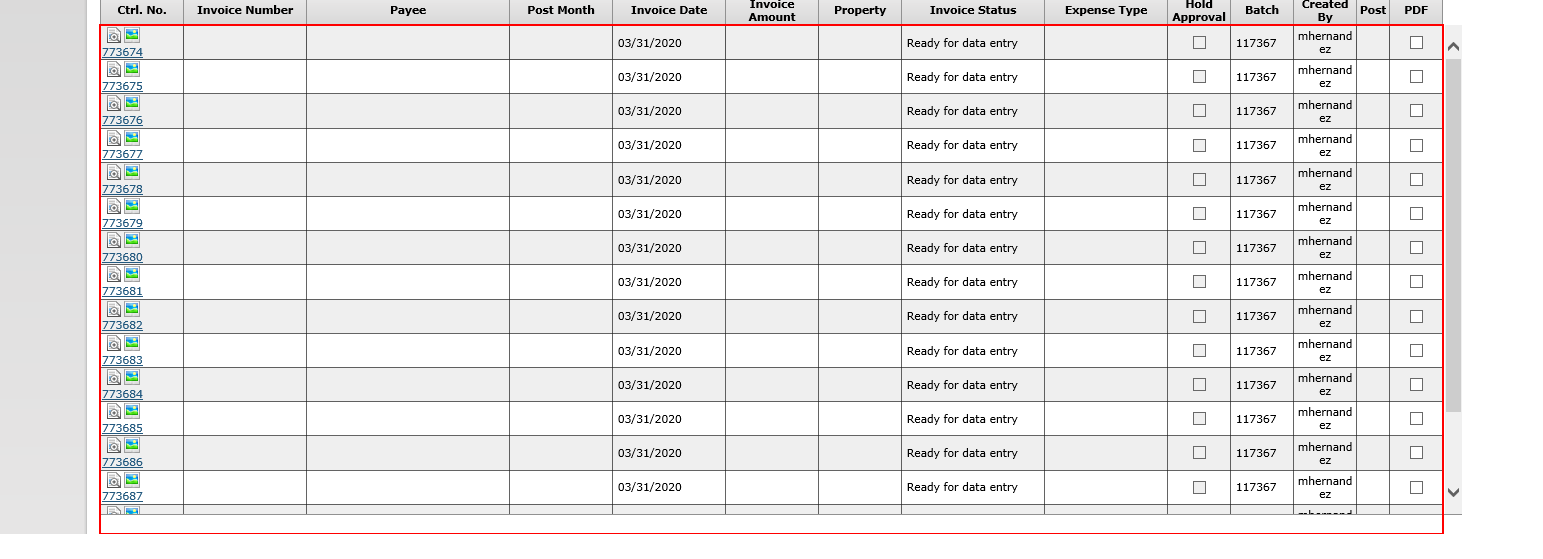 Ctrl. No. Invoice Number Payee Post Month Invoice Date Invoice Amount Property Invoice Status Expense Type Hold Approval Batch Created By Post PDF
773674 03/31/2020 Ready for data entry 117367 mhernandez
773675 03/31/2020 Ready for data entry 117367 mhernandez
773676 03/31/2020 Ready for data entry 117367 mhernandez
773677 03/31/2020 Ready for data entry 117367 mhernandez
773678 03/31/2020 Ready for data entry 117367 mhernandez
773679 03/31/2020 Ready for data entry 117367 mhernandez
773680 03/31/2020 Ready for data entry 117367 mhernandez
773681 03/31/2020 Ready for data entry 117367 mhernandez
773682 03/31/2020 Ready for data entry 117367 mhernandez
773683 03/31/2020 Ready for data entry 117367 mhernandez
773684 03/31/2020 Ready for data entry 117367 mhernandez
773685 03/31/2020 Ready for data entry 117367 mhernandez
773686 03/31/2020 Ready for data entry 117367 mhernandez
773687 03/31/2020 Ready for data entry 117367 mhernandez